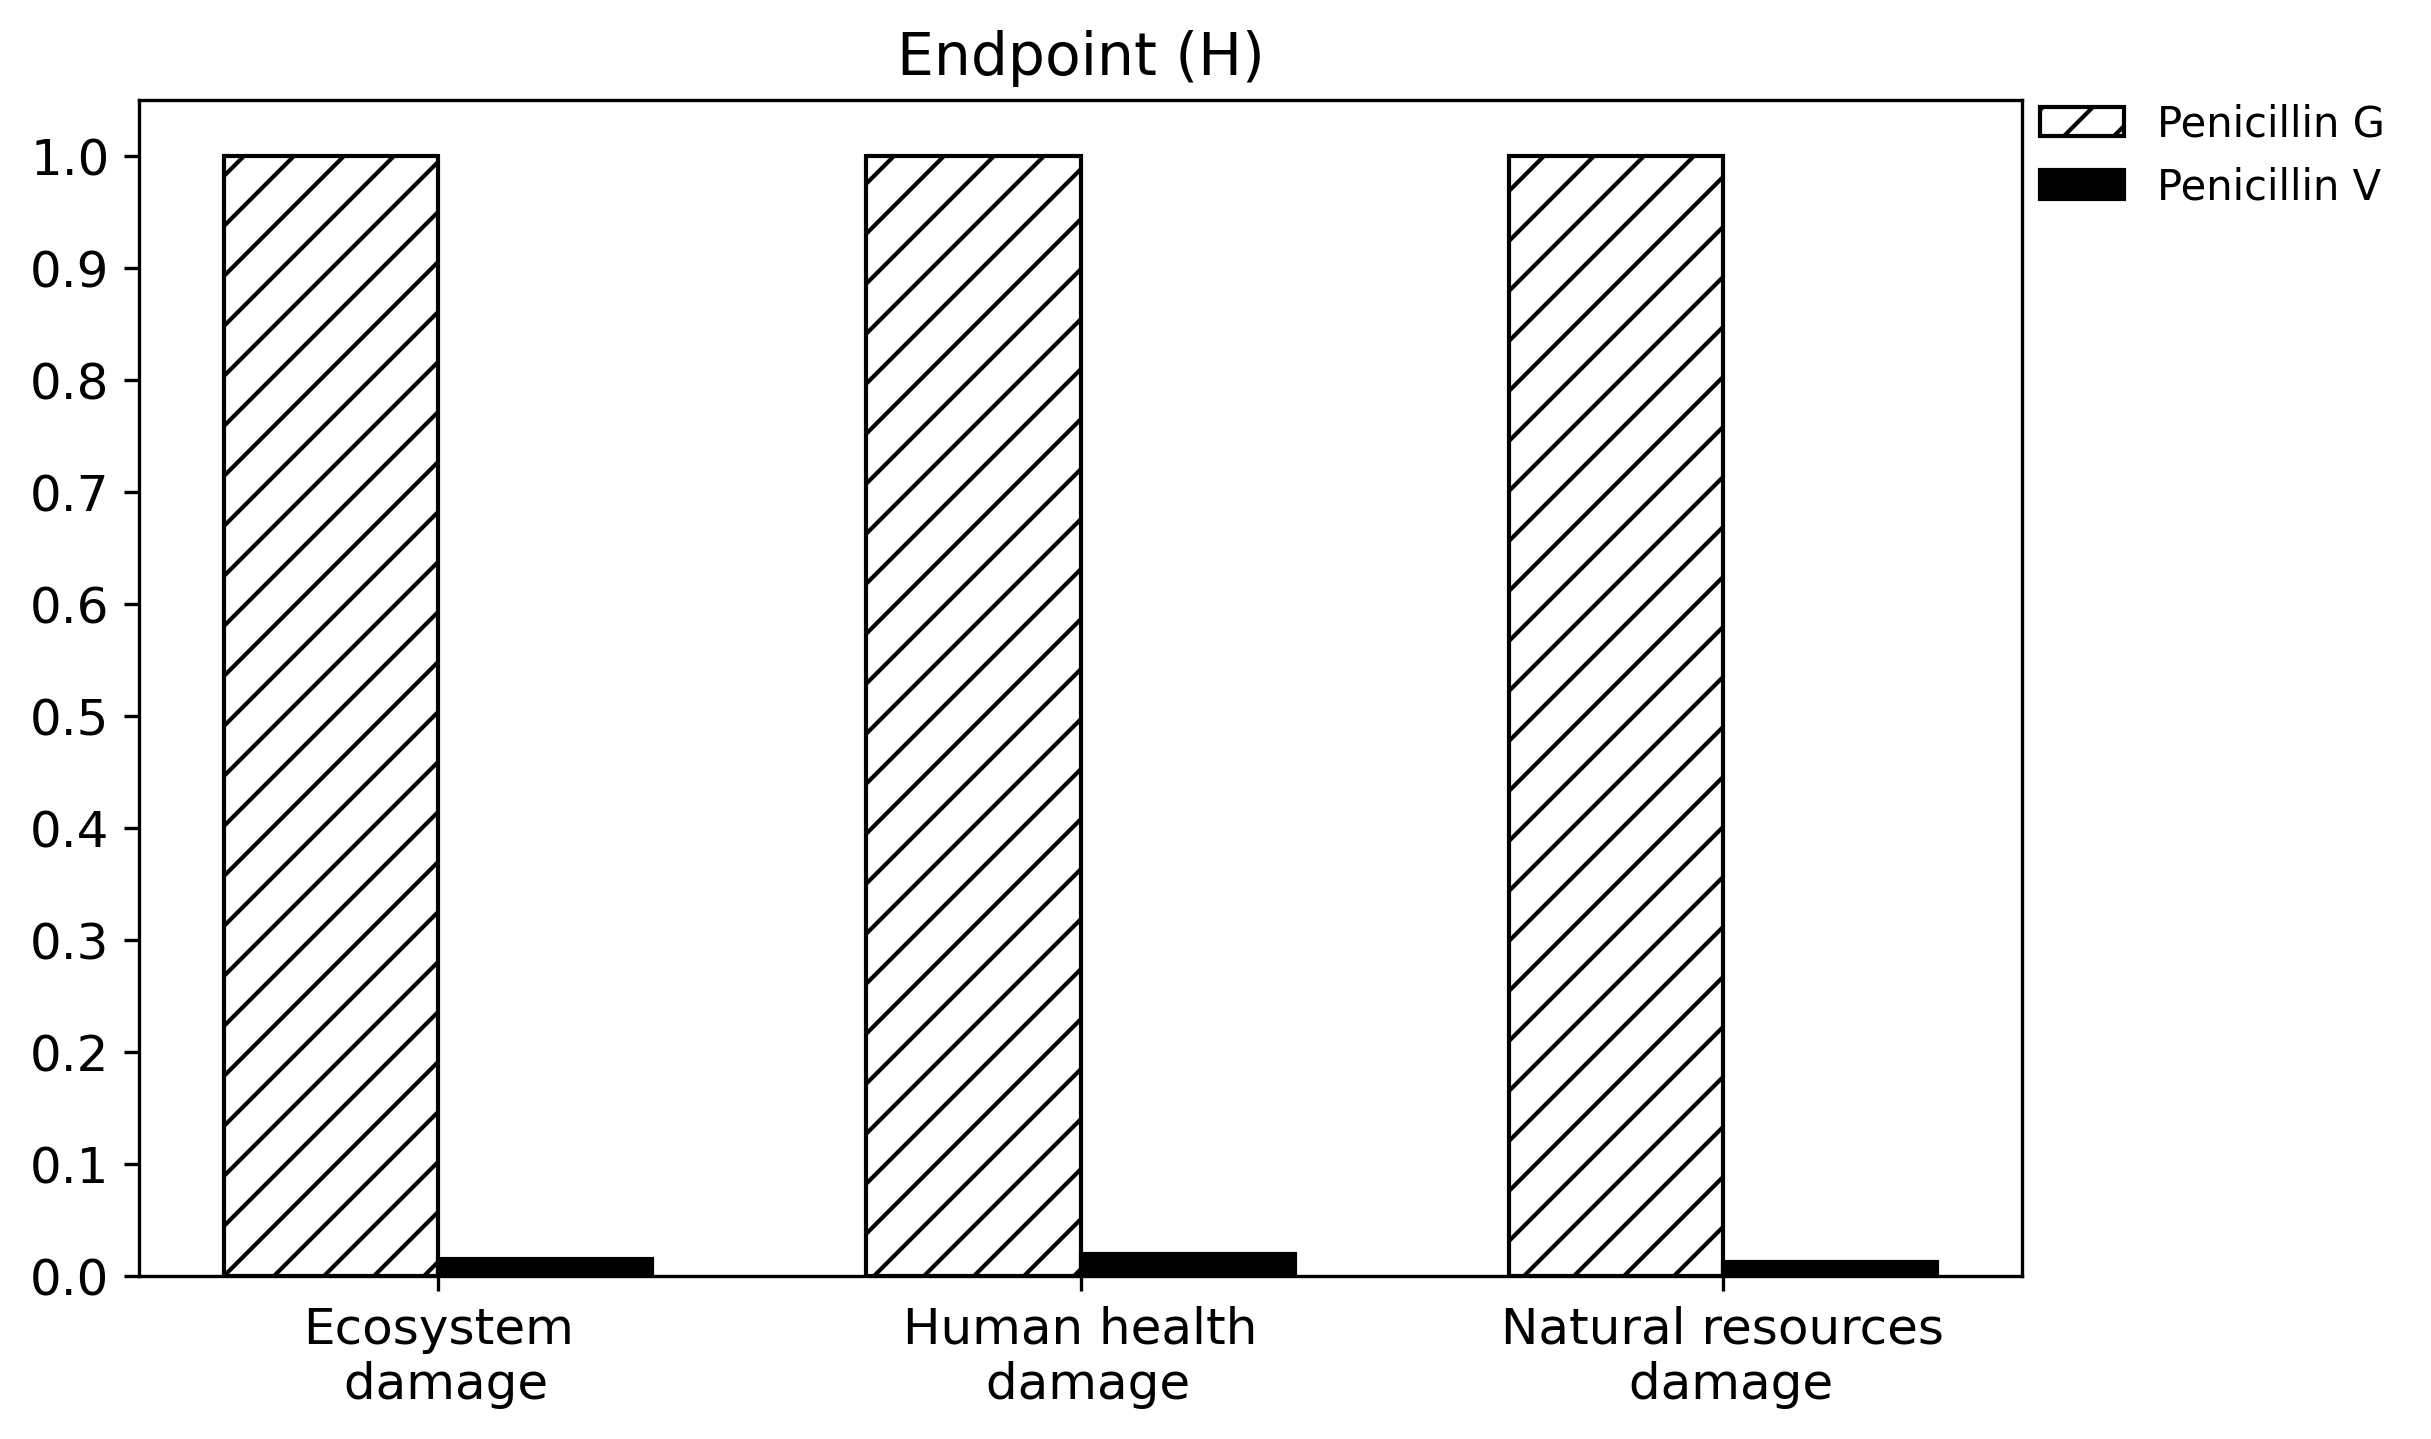 Endpoint (H)
Penicillin G
Penicillin V
1.0
0.9
0.8
0.7
0.6
0.5
0.4
0.3
0.2
0.1
0.0
Ecosystem
damage
Human health
damage
Natural resources
damage